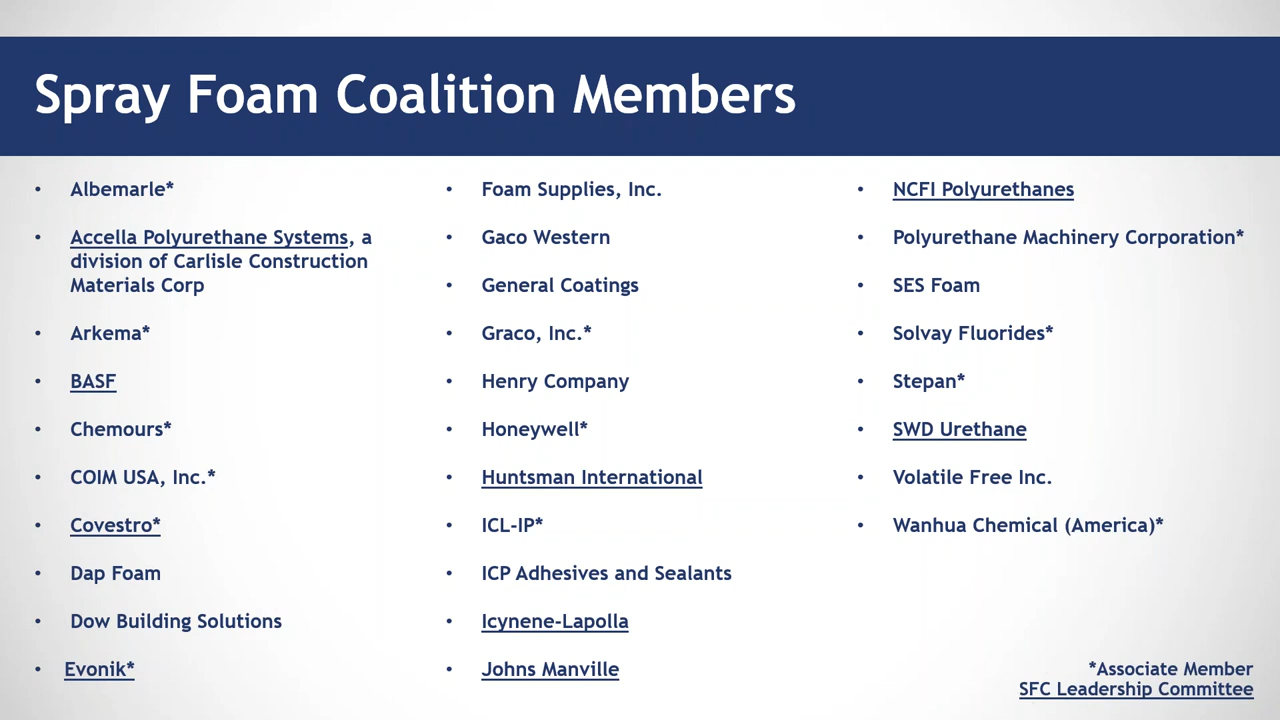 Spray Foam Coalition Members
• Albemarle*
• Accella Polyurethane Systems, a
division of Carlisle Construction
Materials Corp
• Arkema*
• BASF
• Chemours*
• COIM USA, Inc.*
• Covestro*
• Dap Foam
• Dow Building Solutions
• Evonik*
• Foam Supplies, Inc.
• Gaco Western
• General Coatings
• Graco, Inc.*
• Henry Company
• Honeywell*
• Huntsman International
• ICL-IP*
• ICP Adhesives and Sealants
• Icynene-Lapolla
• Johns Manville
• NCFI Polyurethanes
• Polyurethane Machinery Corporation*
• SES Foam
• Solvay Fluorides*
• Stepan*
• SWD Urethane
• Volatile Free Inc.
• Wanhua Chemical (America)*
*Associate Member
SFC Leadership Committee